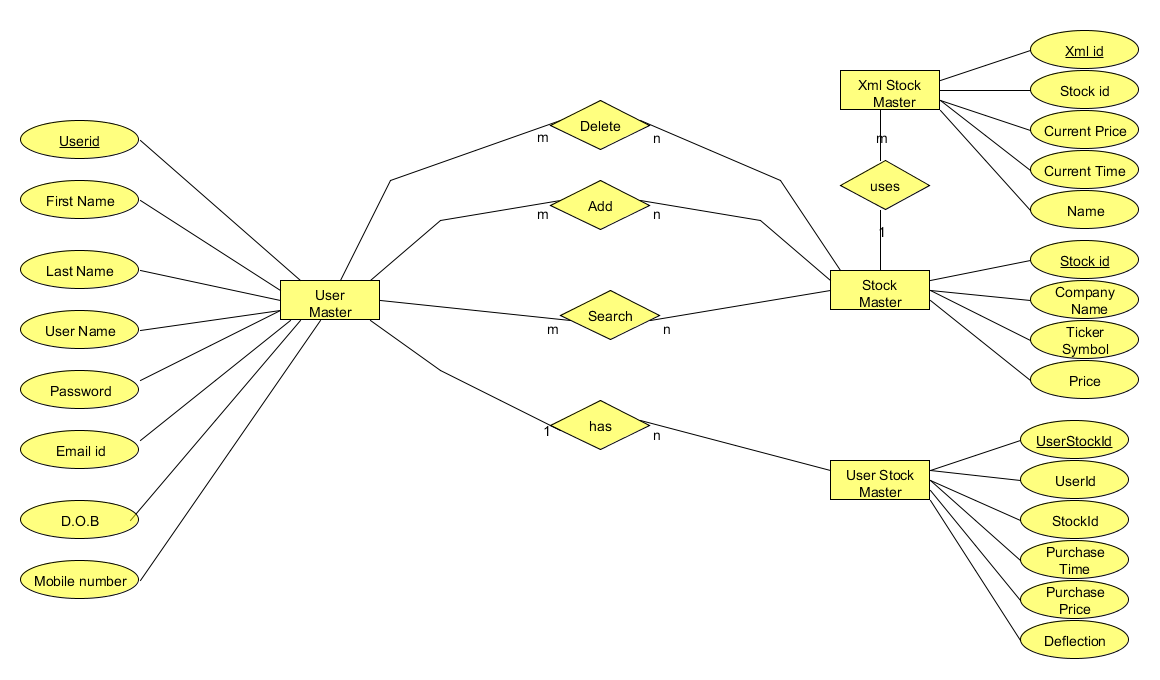 Xml id
Xml Stock
Master
Stock id
Delete
m
n
Current Price
Userid
m
Current Time
uses
First Name
Add
m
n
Name
1
Stock id
Last Name
User
Master
Stock
Master
Company
Name
Search
m
n
User Name
Ticker
Symbol
Price
Password
has
1
n
UserStockId
Email id
User Stock
Master
UserId
D.O.B
StockId
Purchase
Time
Mobile number
Purchase
Price
Deflection